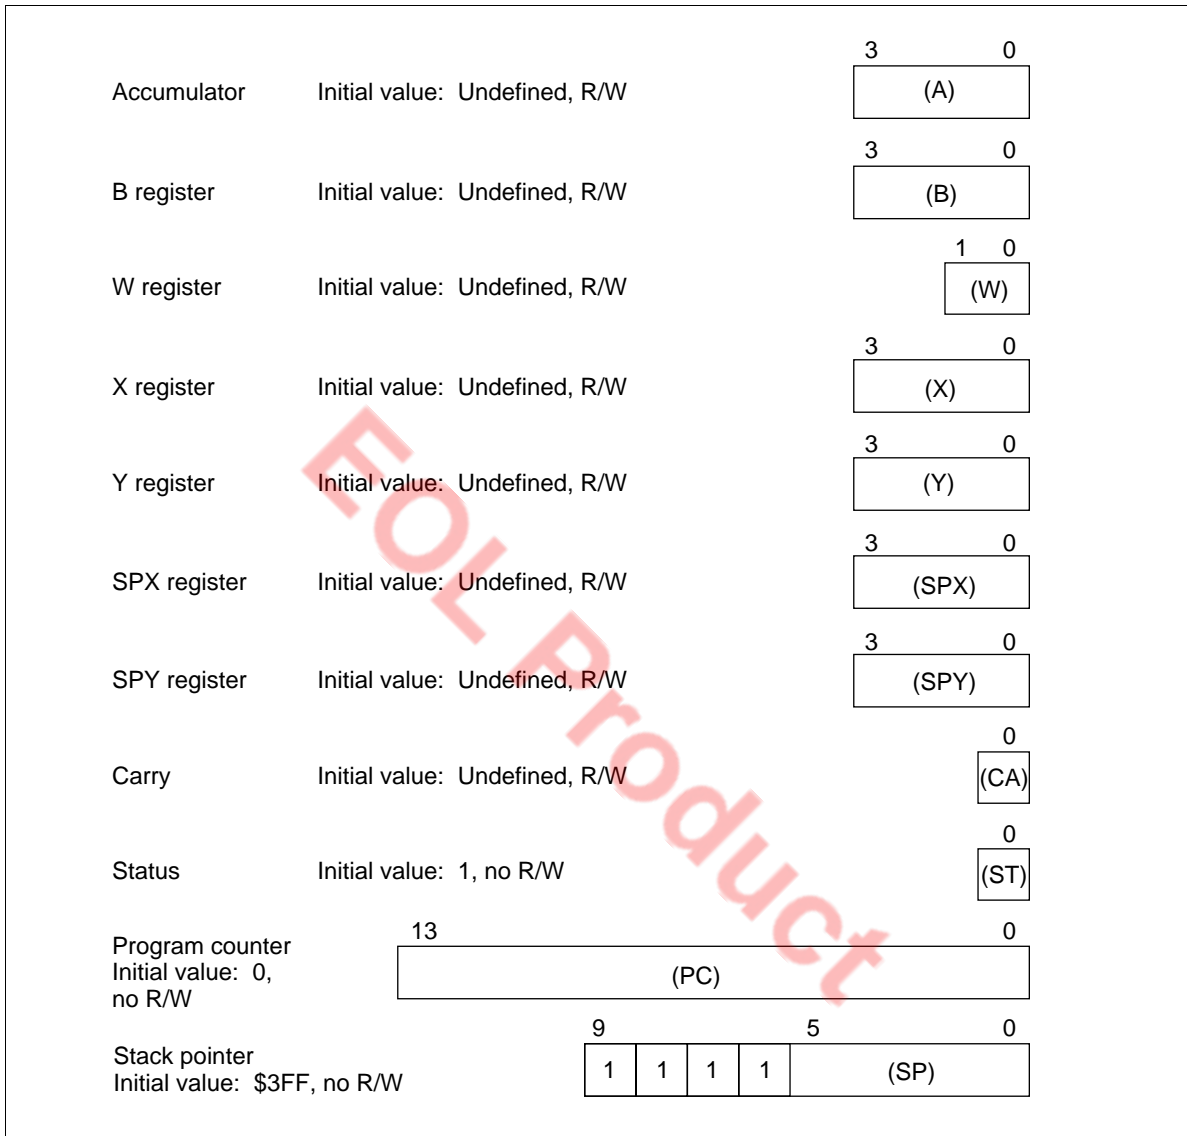 3 0
Accumulator Initial value: Undefined, R/W (A)
3 0
B register Initial value: Undefined, R/W (B)
1 0
W register Initial value: Undefined, R/W (W)
3 0
X register Initial value: Undefined, R/W (X)
3 0
Y register Initial value: Undefined, R/W (Y)
3 0
SPX register Initial value: Undefined, R/W (SPX)
3 0
SPY register Initial value: Undefined, R/W (SPY)
0
Carry Initial value: Undefined, R/W (CA)
0
Status Initial value: 1, no R/W (ST)
13 0
Program counter
Initial value: 0, (PC)
no R/W
9 5 0
Stack pointer
1 1 1 1 (SP)
Initial value: $3FF, no R/W
EOL Product